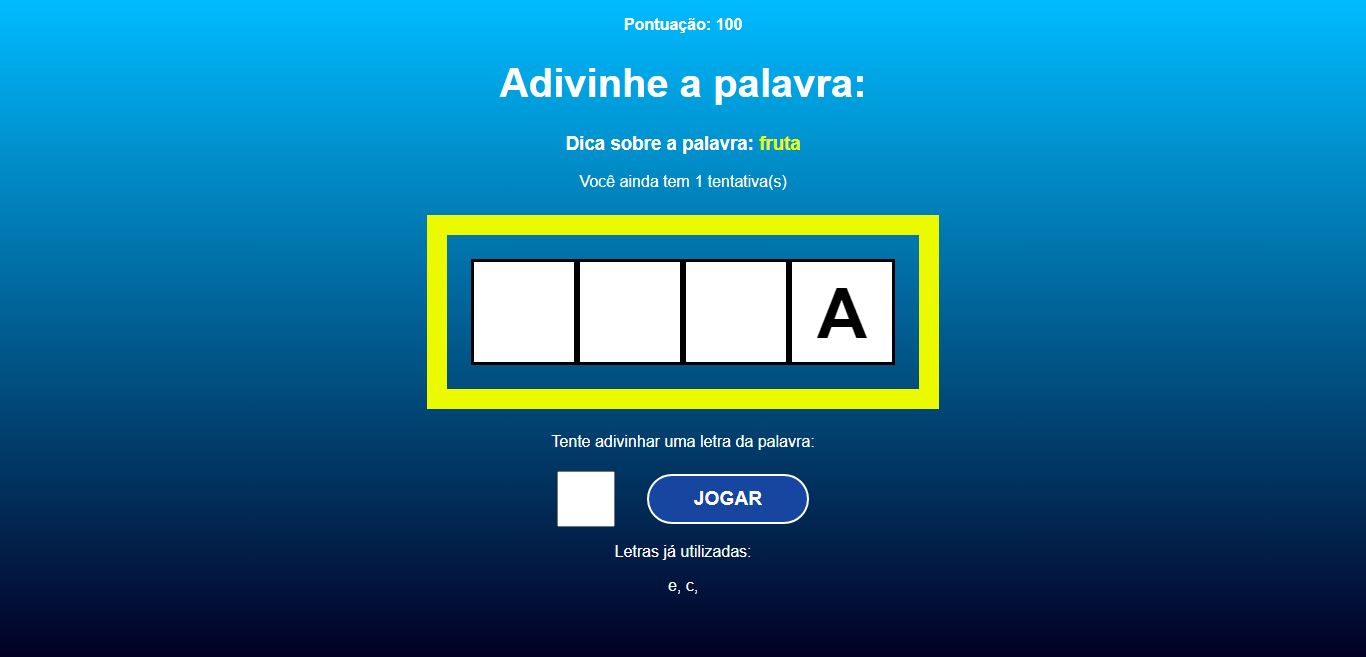 Pontuação: 100
Adivinhe a palavra:
Dica sobre a palavra: fruta
Você ainda tem 1 tentativa(s)
A
Tente adivinhar uma letra da palavra:
JOGAR
Letras já utilizadas:
e, c,